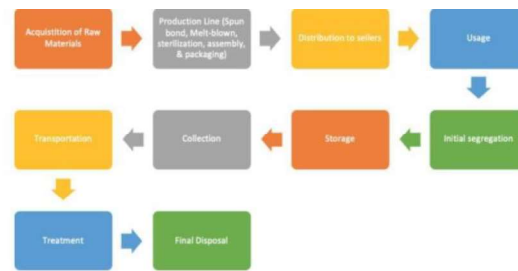 Acquistition of Raw
Materials
Production Line (Spun
bond, Melt-blown,
sterilization, assembly,
& packaging)
Distribution to sellers
Usage
Initial segregation
Storage
Collection
Transportation
Treatment
Final Disposal